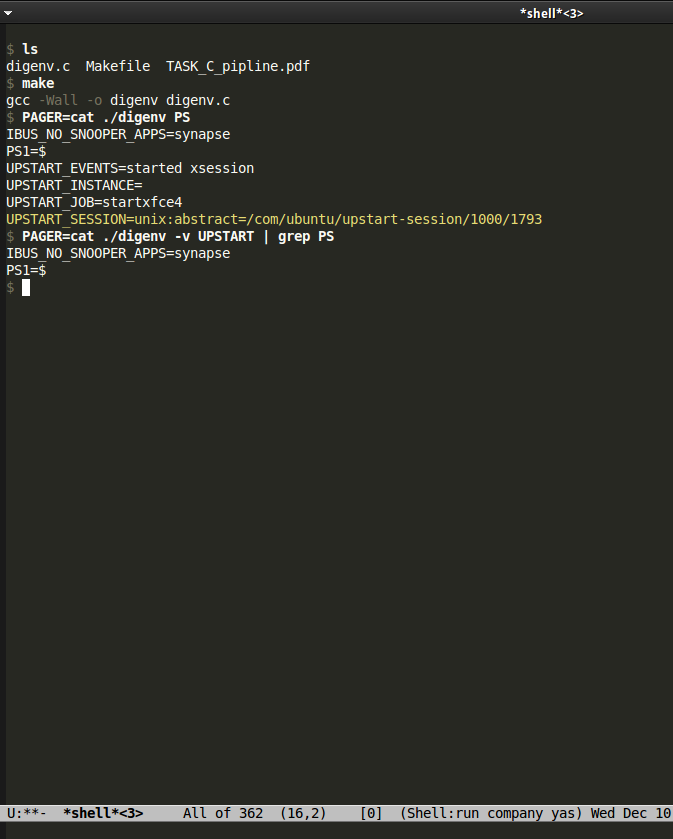 *shell*<3>
$ ls
digenv.c  Makefile  TASK_C_pipline.pdf
$ make
gcc -Wall -o digenv digenv.c
$ PAGER=cat ./digenv PS
IBUS_NO_SNOOPER_APPS=synapse
PS1=$
UPSTART_EVENTS=started xsession
UPSTART_INSTANCE=
UPSTART_JOB=startxfce4
UPSTART_SESSION=unix:abstract=/com/ubuntu/upstart-session/1000/1793
$ PAGER=cat ./digenv -v UPSTART | grep PS
IBUS_NO_SNOOPER_APPS=synapse
PS1=$
$
U:**-  *shell*<3>     All of 362  (16,2)    [0]  (Shell:run company yas) Wed Dec 10